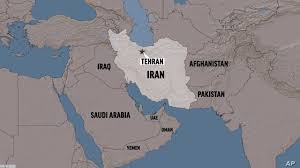 TEHRAN
IRAN
IRAQ
AFGHANISTAN
PAKISTAN
SAUDI ARABIA
UAE
OMAN
YEMEN
AP